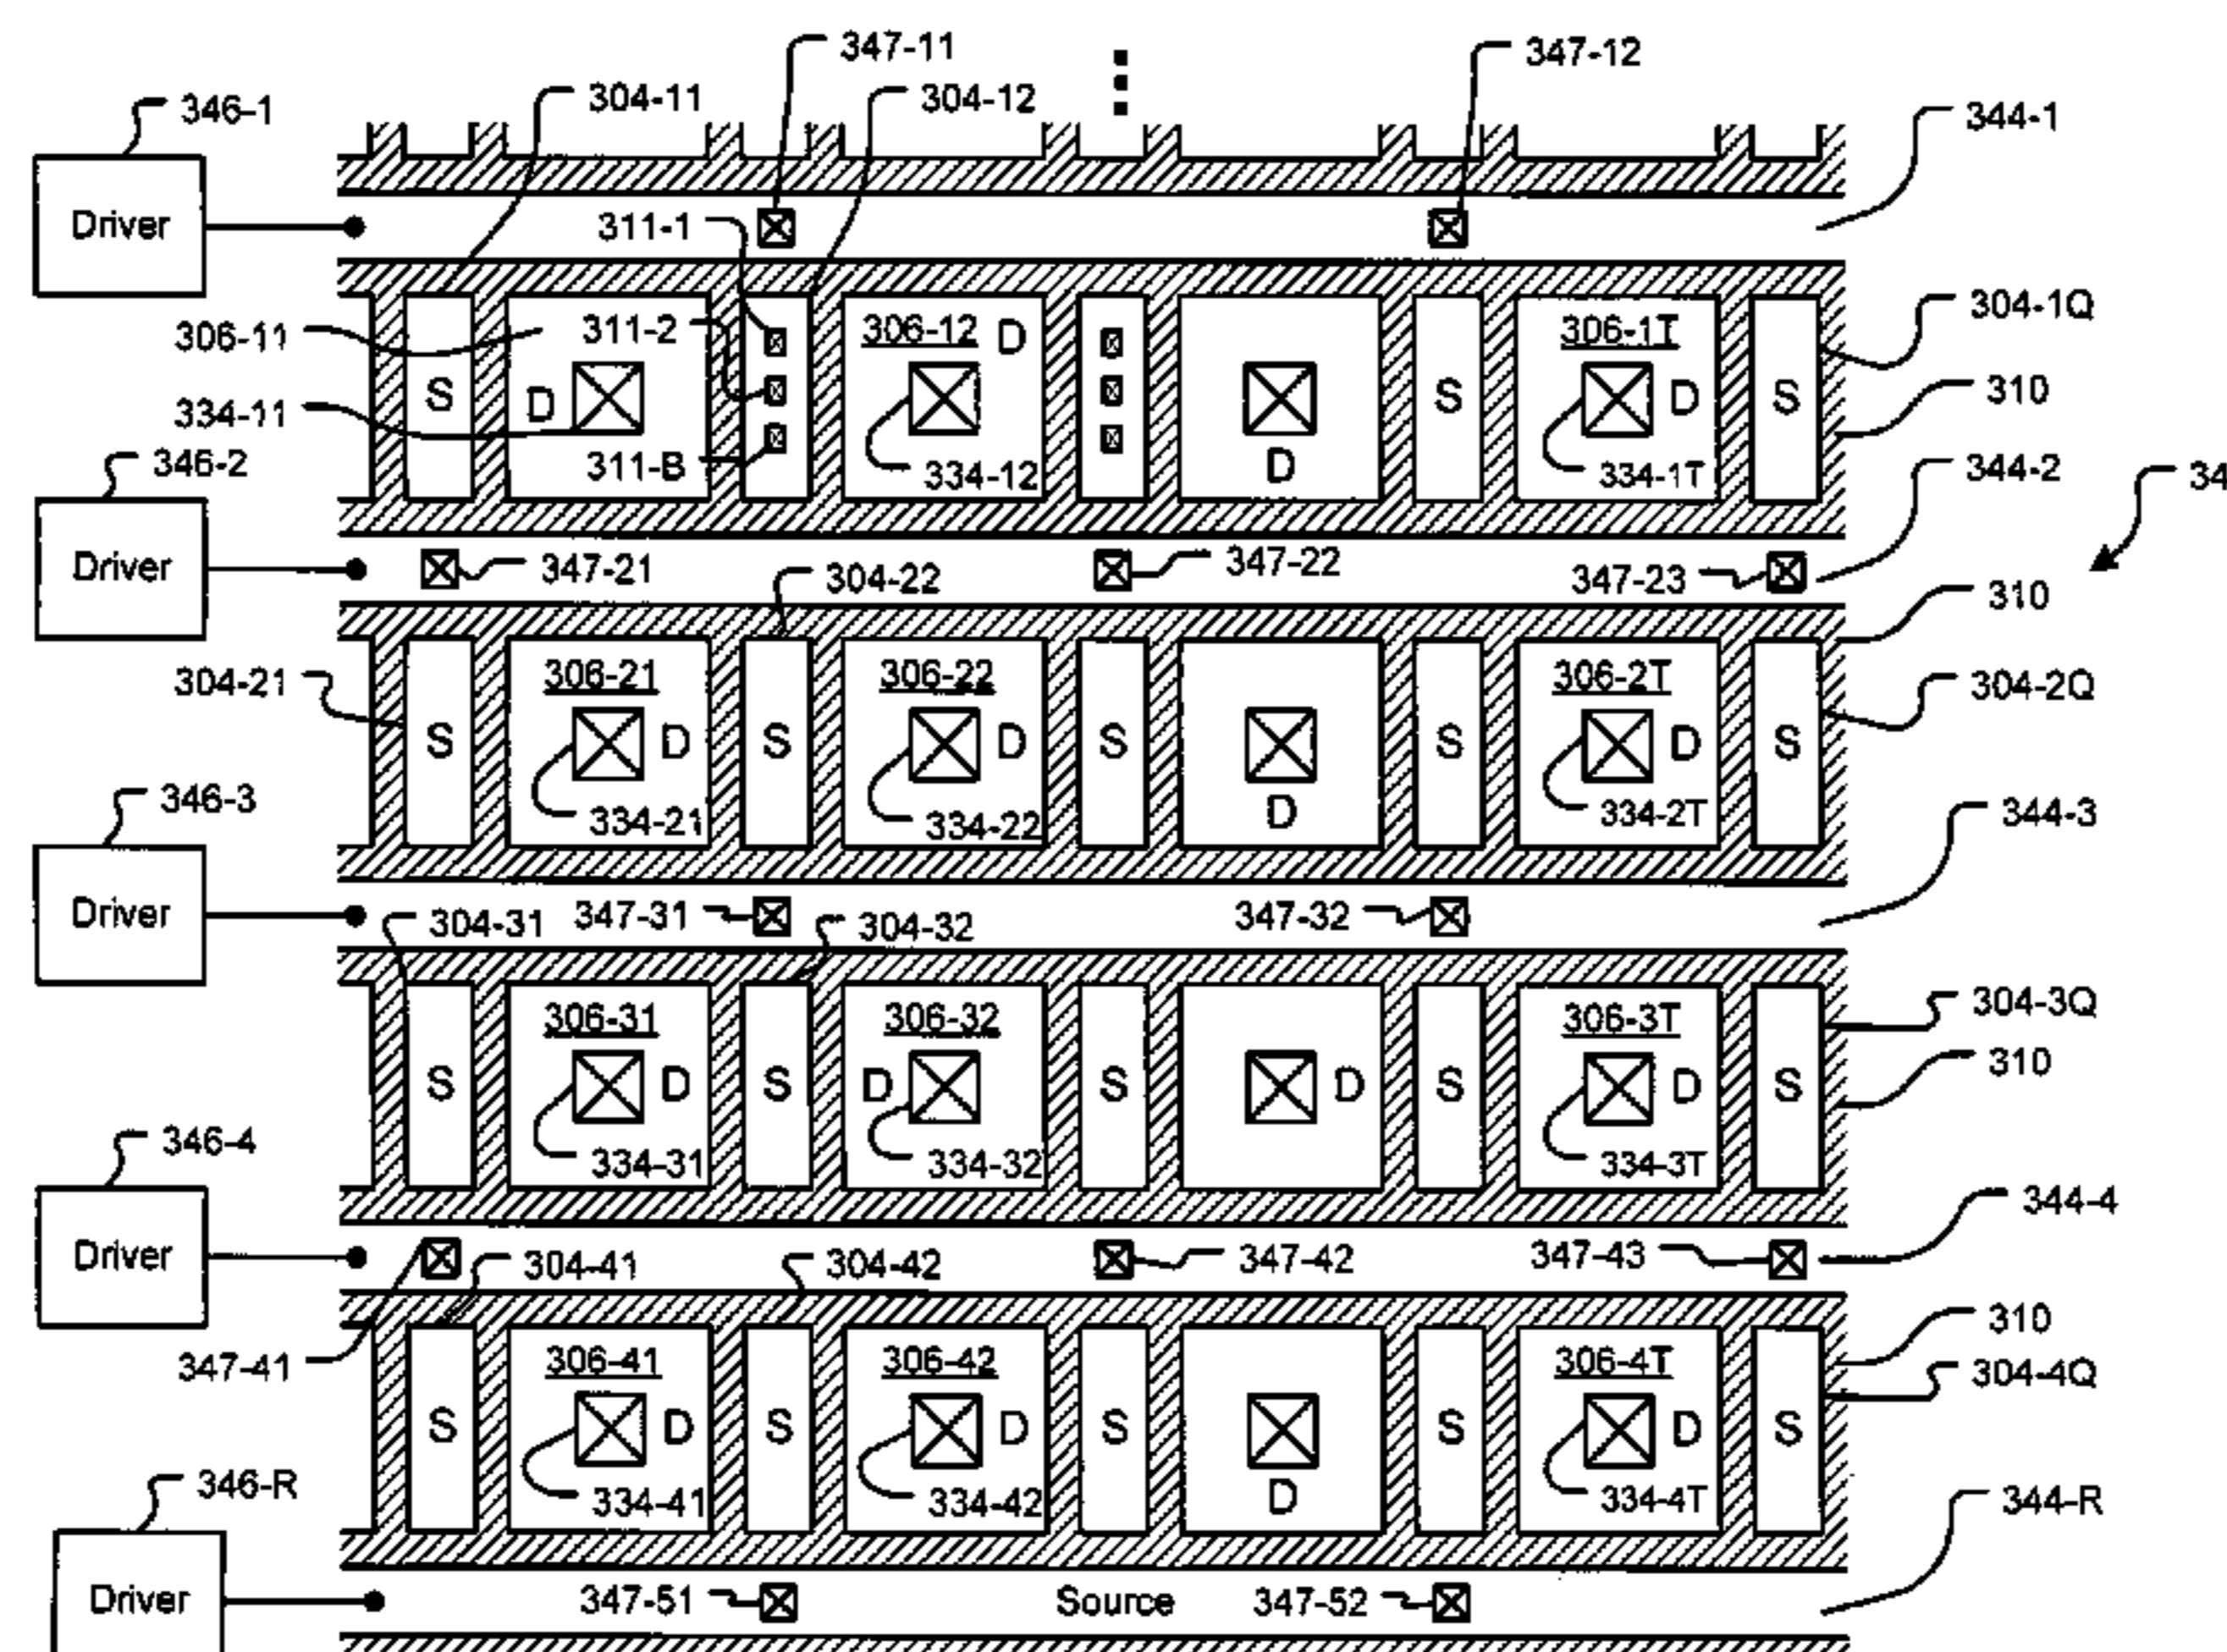 347-11
347-12
304-11
304-12
346-1
344-1
Driver
311-1
304-1Q
306-11
311-2
306-12
D
306-1T
S
D
D
S
310
334-11
S
D
346-2
311-B
334-12
D
334-1T
344-2
34
Driver
347-21
304-22
347-22
347-23
310
304-21
306-21
306-22
306-2T
304-2Q
S
D
S
D
S
S
D
S
346-3
334-21
334-22
D
334-2T
344-3
Driver
304-31
347-31
304-32
347-32
306-31
306-32
306-3T
304-3Q
310
S
D
S
D
S
D
S
D
S
346-4
334-31
334-32
334-3T
344-4
Driver
304-41
304-42
347-42
347-43
310
347-41
306-41
306-42
306-4T
304-4Q
S
D
S
D
S
S
D
S
346-R
334-41
334-42
D
334-4T
344-R
Driver
347-51
Source
347-52